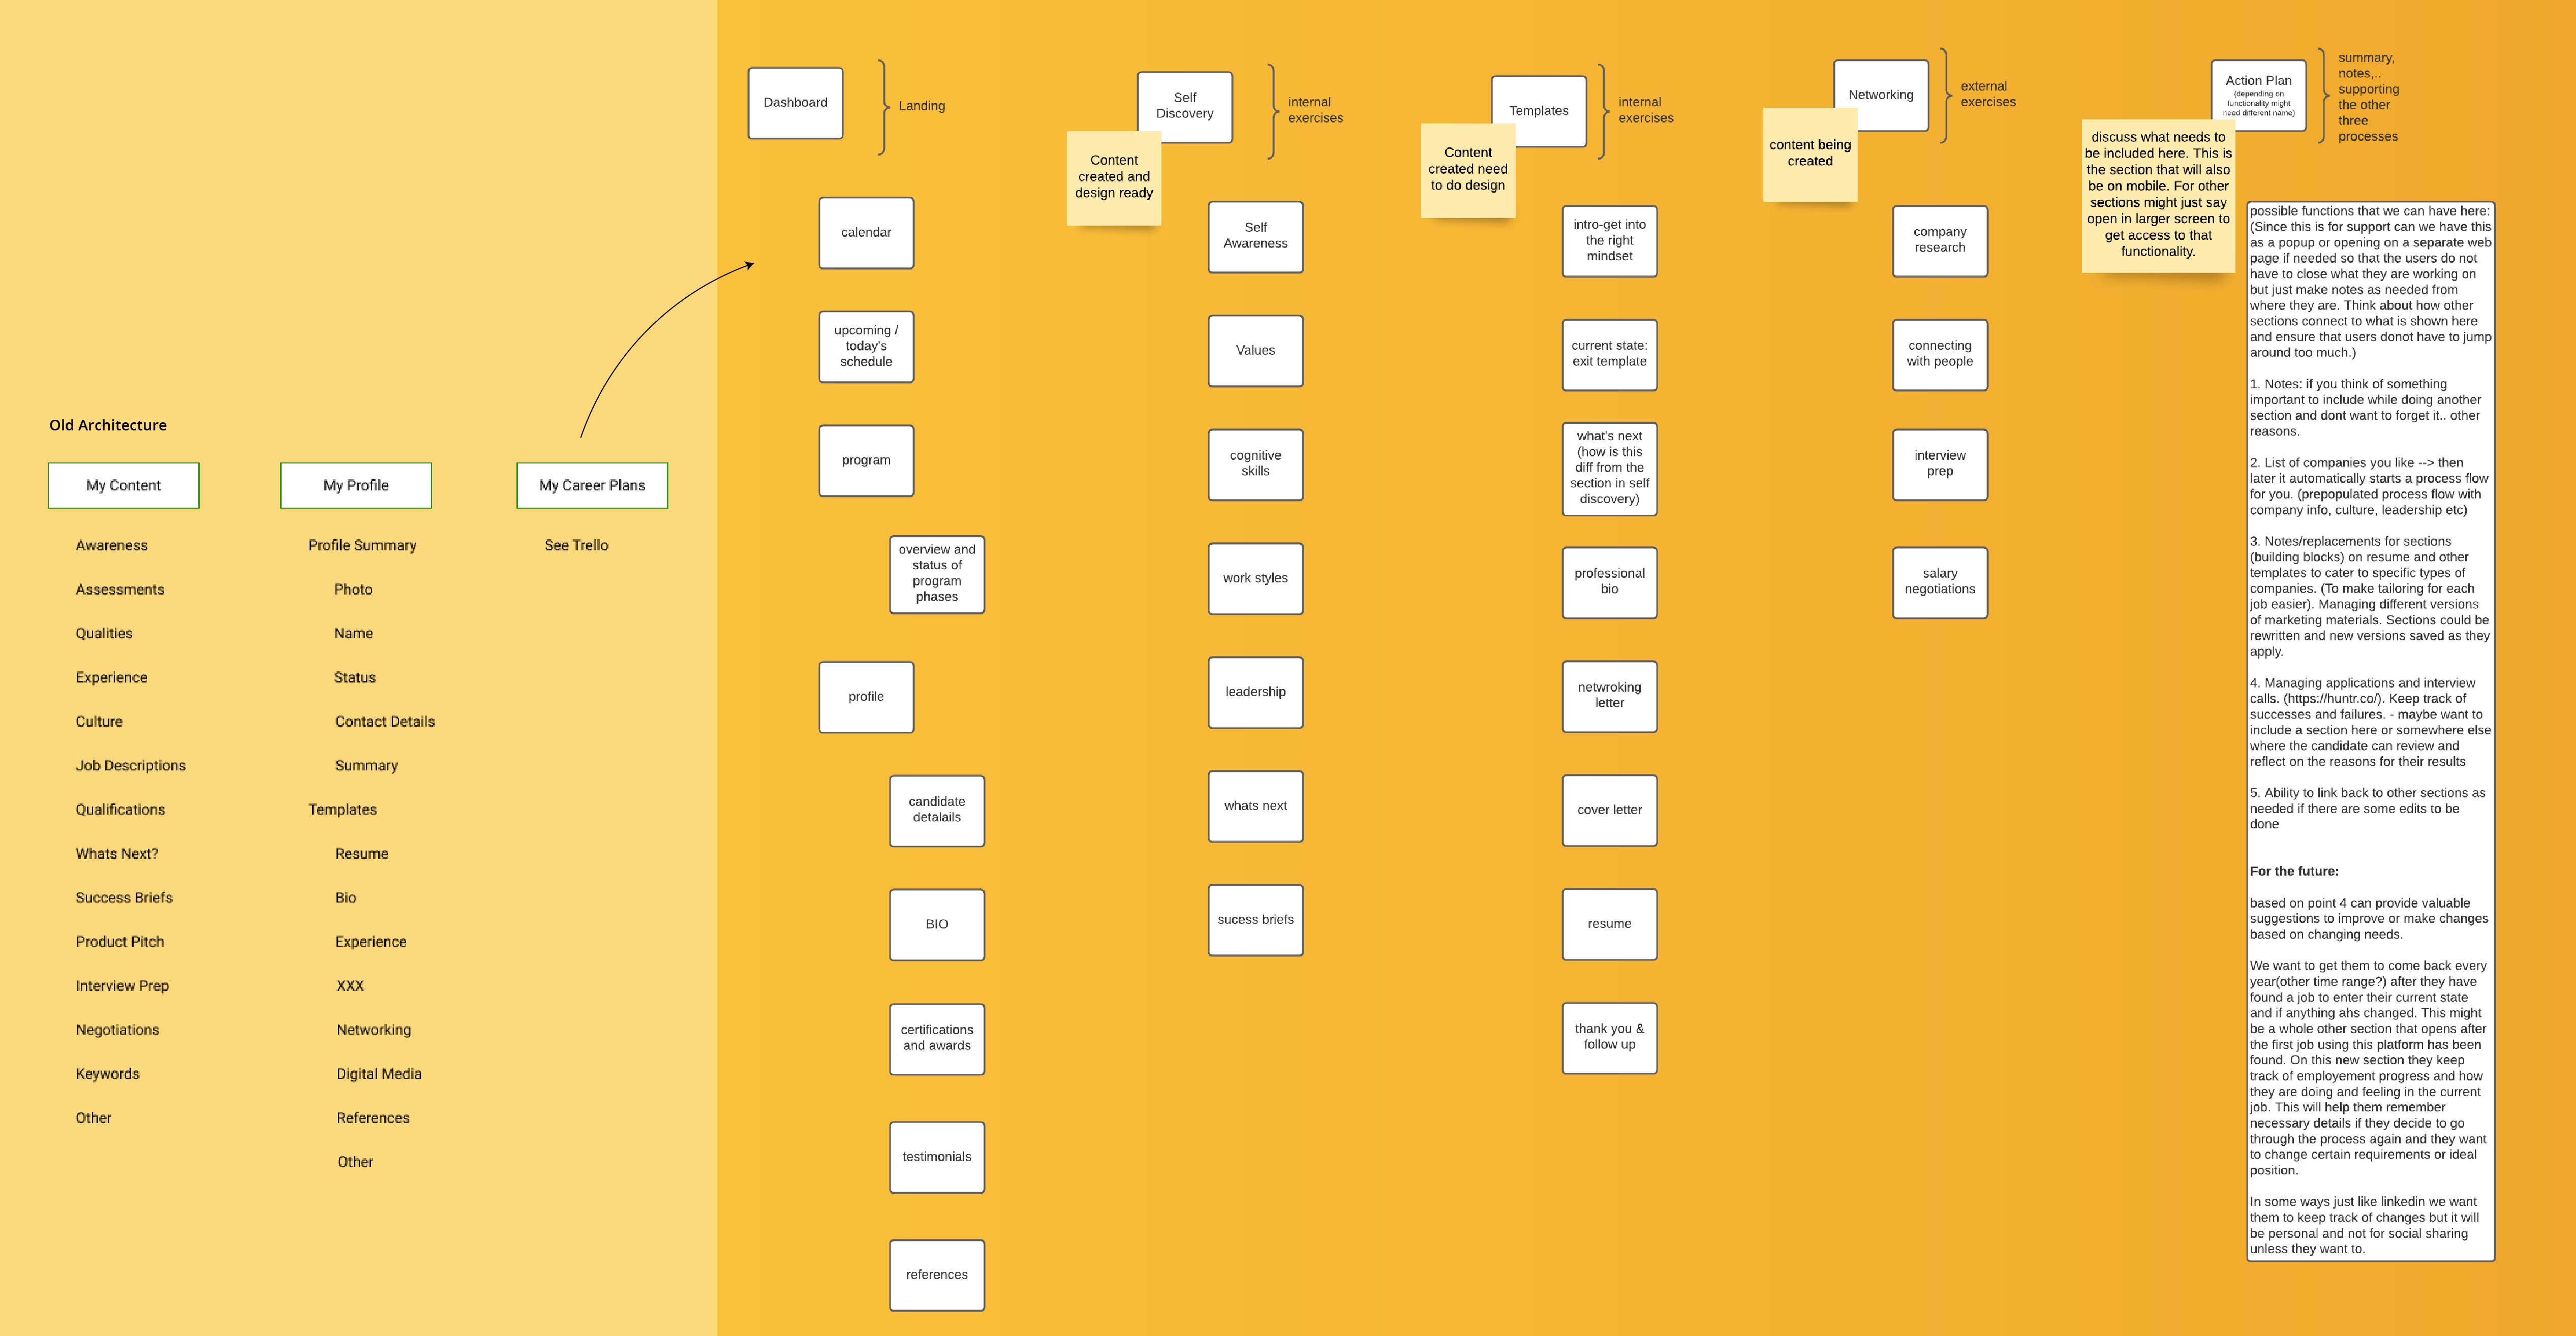 Old Architecture
My Content
Awareness
Assessments
Qualities
Experience
Culture
Job Descriptions
Qualifications
Whats Next?
Success Briefs
Product Pitch
Interview Prep
Negotiations
Keywords
Other
My Profile
Profile Summary
Photo
Name
Status
Contact Details
Summary
Templates
Resume
Bio
Experience
XXX
Networking
Digital Media
References
Other
My Career Plans
See Trello
Dashboard
Landing
calendar
upcoming /
today's
schedule
program
overview and
status of
program
phases
profile
candidate
detalails
BIO
certifications
and awards
testimonials
references
Self
Discovery
internal
exercises
Content
created and
design ready
Self
Awareness
Values
cognitive
skills
work styles
leadership
whats next
sucess briefs
Templates
internal
exercises
Content
created need
to do design
intro-get into
the right
mindset
current state:
exit template
what's next
(how is this
diff from the
section in self
discovery)
professional
bio
netwroking
letter
cover letter
resume
thank you &
follow up
Networking
external
exercises
content being
created
company
research
connecting
with people
interview
prep
salary
negotiations
Action Plan
(depending on
functionality might
need different name)
summary,
notes,..
supporting
the other
three
processes
discuss what needs to
be included here. This is
the section that will also
be on mobile. For other
sections might just say
open in larger screen to
get access to that
functionality.
possible functions that we can have here:
(Since this is for support can we have this
as a popup or opening on a separate web
page if needed so that the users do not
have to close what they are working on
but just make notes as needed from
where they are. Think about how other
sections connect to what is shown here
and ensure that users donot have to jump
around too much.)
1. Notes: if you think of something
important to include while doing another
section and dont want to forget it.. other
reasons.
2. List of companies you like --> then
later it automatically starts a process flow
for you. (prepopulated process flow with
company info, culture, leadership etc)
3. Notes/replacements for sections
(building blocks) on resume and other
templates to cater to specific types of
companies. (To make tailoring for each
job easier). Managing different versions
of marketing materials. Sections could be
rewritten and new versions saved as they
apply.
4. Managing applications and interview
calls. (https://huntr.co/). Keep track of
successes and failures. - maybe want to
include a section here or somewhere else
where the candidate can review and
reflect on the reasons for their results
5. Ability to link back to other sections as
needed if there are some edits to be
done
For the future:
based on point 4 can provide valuable
suggestions to improve or make changes
based on changing needs.
We want to get them to come back every
year(other time range?) after they have
found a job to enter their current state
and if anything ahs changed. This might
be a whole other section that opens after
the first job using this platform has been
found. On this new section they keep
track of employement progress and how
they are doing and feeling in the current
job. This will help them remember
necessary details if they decide to go
through the process again and they want
to change certain requirements or ideal
position.
In some ways just like linkedin we want
them to keep track of changes but it will
be personal and not for social sharing
unless they want to.